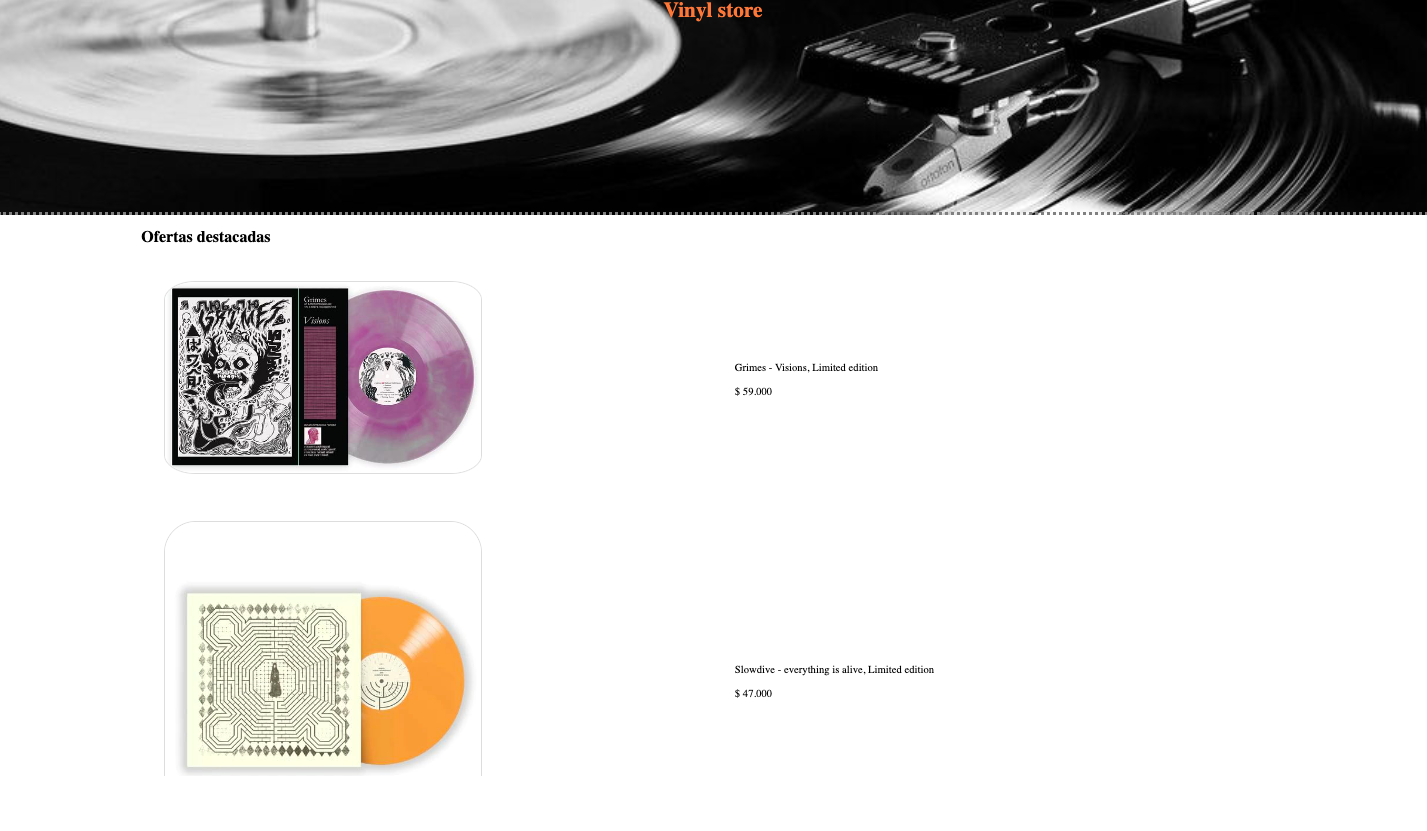 Vinyl store
ortofon
Ofertas destacadas
GRIMES
Grimes
Visions
Grimes - Visions, Limited edition
$ 59.000
Slowdive - everything is alive, Limited edition
$ 47.000